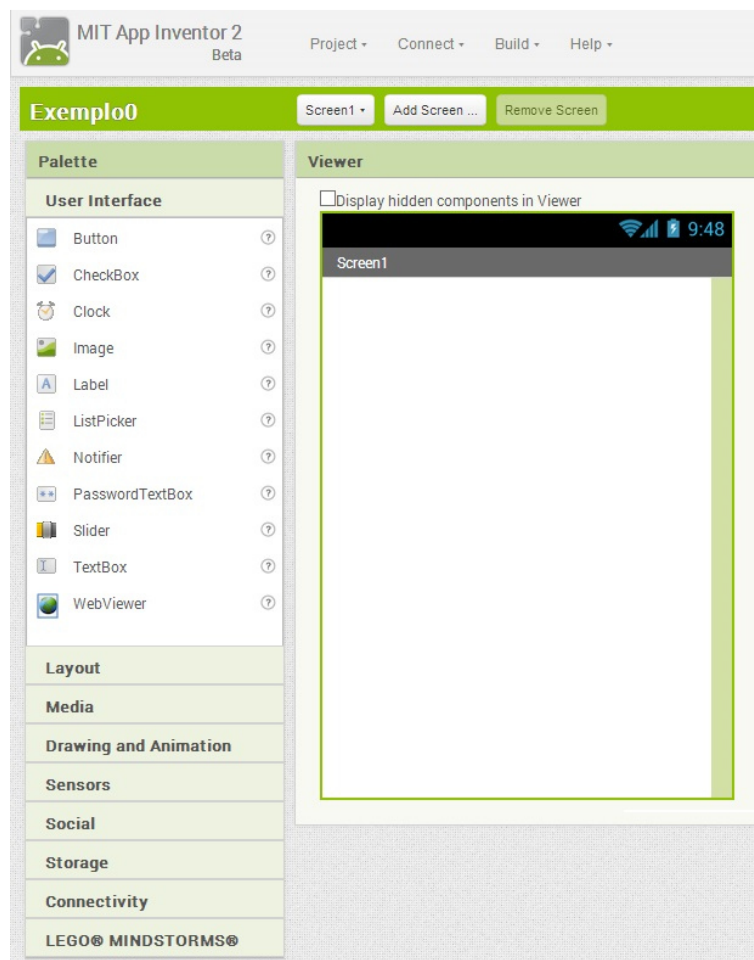 MIT App Inventor 2
Beta
Project Connect Build Help
Exemplo0
Screen1 Add Screen ... Remove Screen
Palette
User Interface
Button ?
CheckBox ?
Clock ?
Image ?
A Label ?
ListPicker ?
Notifier ?
PasswordTextBox ?
Slider ?
TextBox ?
WebViewer ?
Layout
Media
Drawing and Animation
Sensors
Social
Storage
Connectivity
LEGO® MINDSTORMS®
Viewer
Display hidden components in Viewer
9:48
Screen1